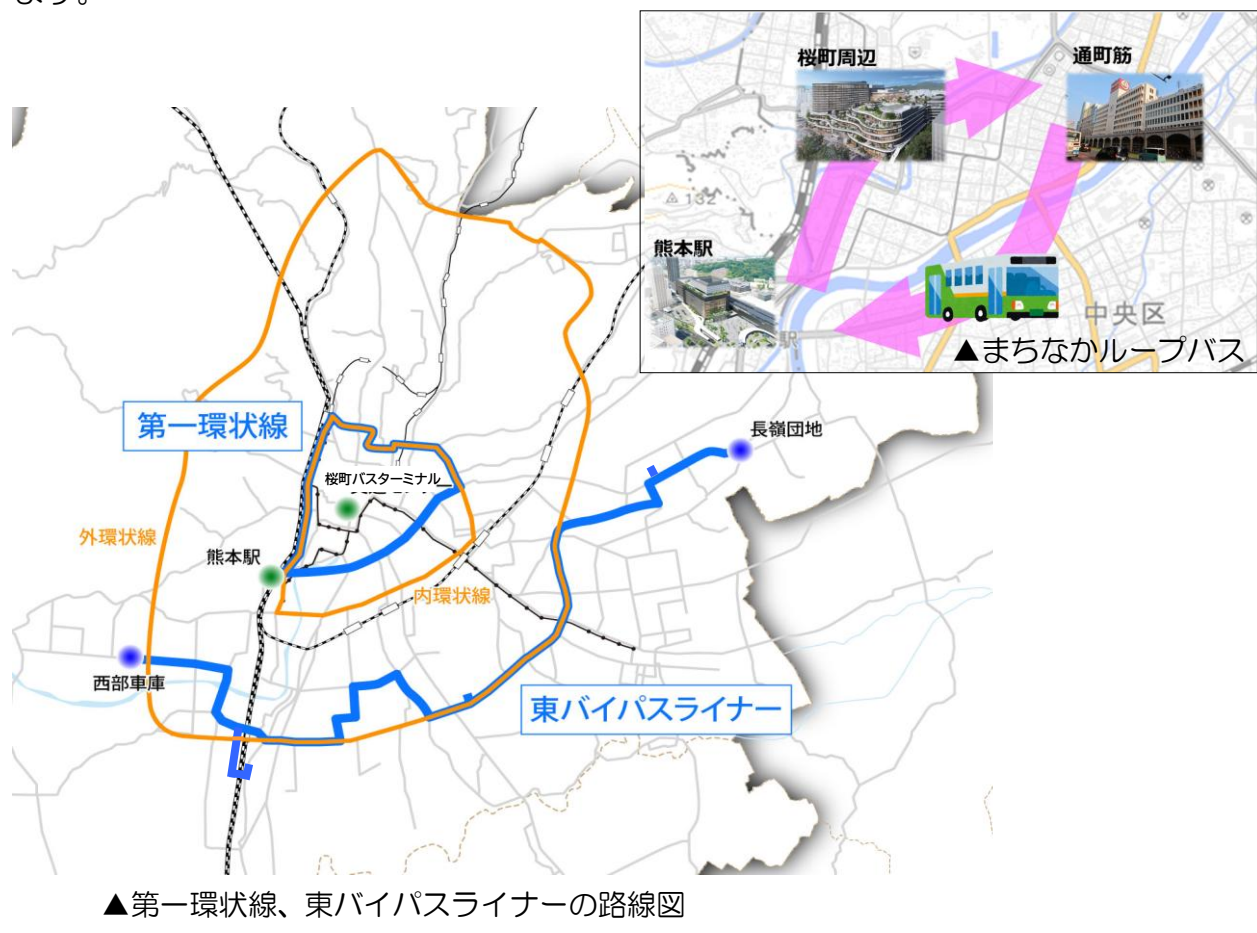 ます。
桜町周辺
通町筋
132
熊本駅
駅
中央区
▲まちなかループバス
第一環状線
長嶺団地
桜町バスターミナル
外環状線
熊本駅
内環状線
西部車庫
東バイパスライナー
▲第一環状線、東バイパスライナーの路線図